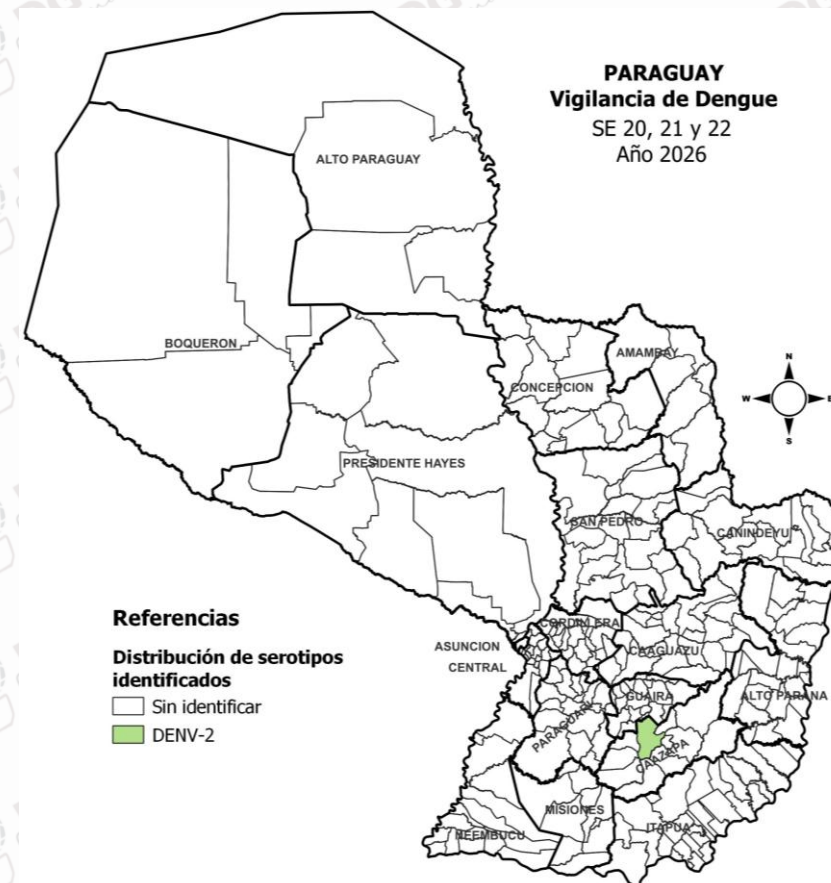 PARAGUAY
Vigilancia de Dengue
SE 20, 21 y 22
Año 2026
ALTO PARAGUAY
BOQUERON
AMAMBAY
CONCEPCION
N
W
E
S
PRESIDENTE HAYES
SAN PEDRO
CANINDEYU
Referencias
Distribución de serotipos
identificados
Sin identificar
DENV-2
CORDILLERA
ASUNCION
CENTRAL
CAAGUAZU
GUAIRA
ALTO PARANA
PARAGUARI
CAAZAPA
MISIONES
ITAPUA
ÑEEMBUCU